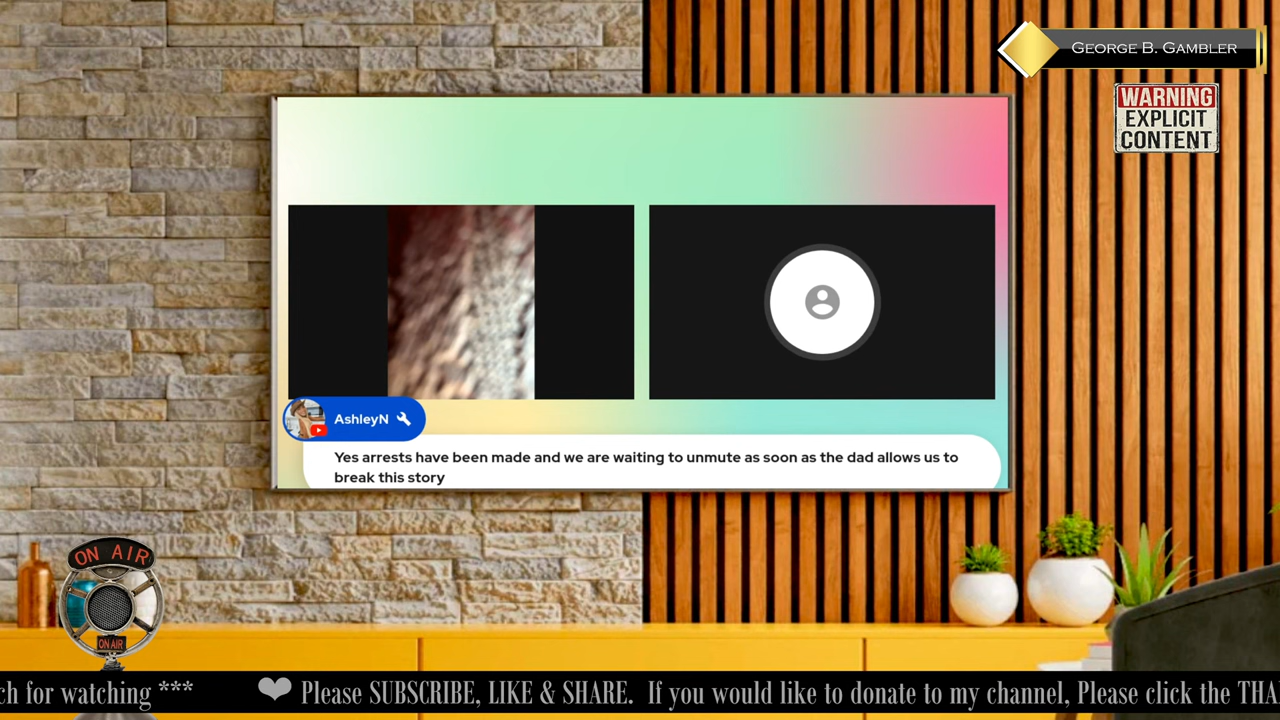 George B. Gambler
WARNING
EXPLICIT
CONTENT
AshleyN
Yes arrests have been made and we are waiting to unmute as soon as the dad allows us to
break this story
ON AIR
ON AIR
for watching *** Please SUBSCRIBE, LIKE & SHARE. If you would like to donate to my channel, Please click the